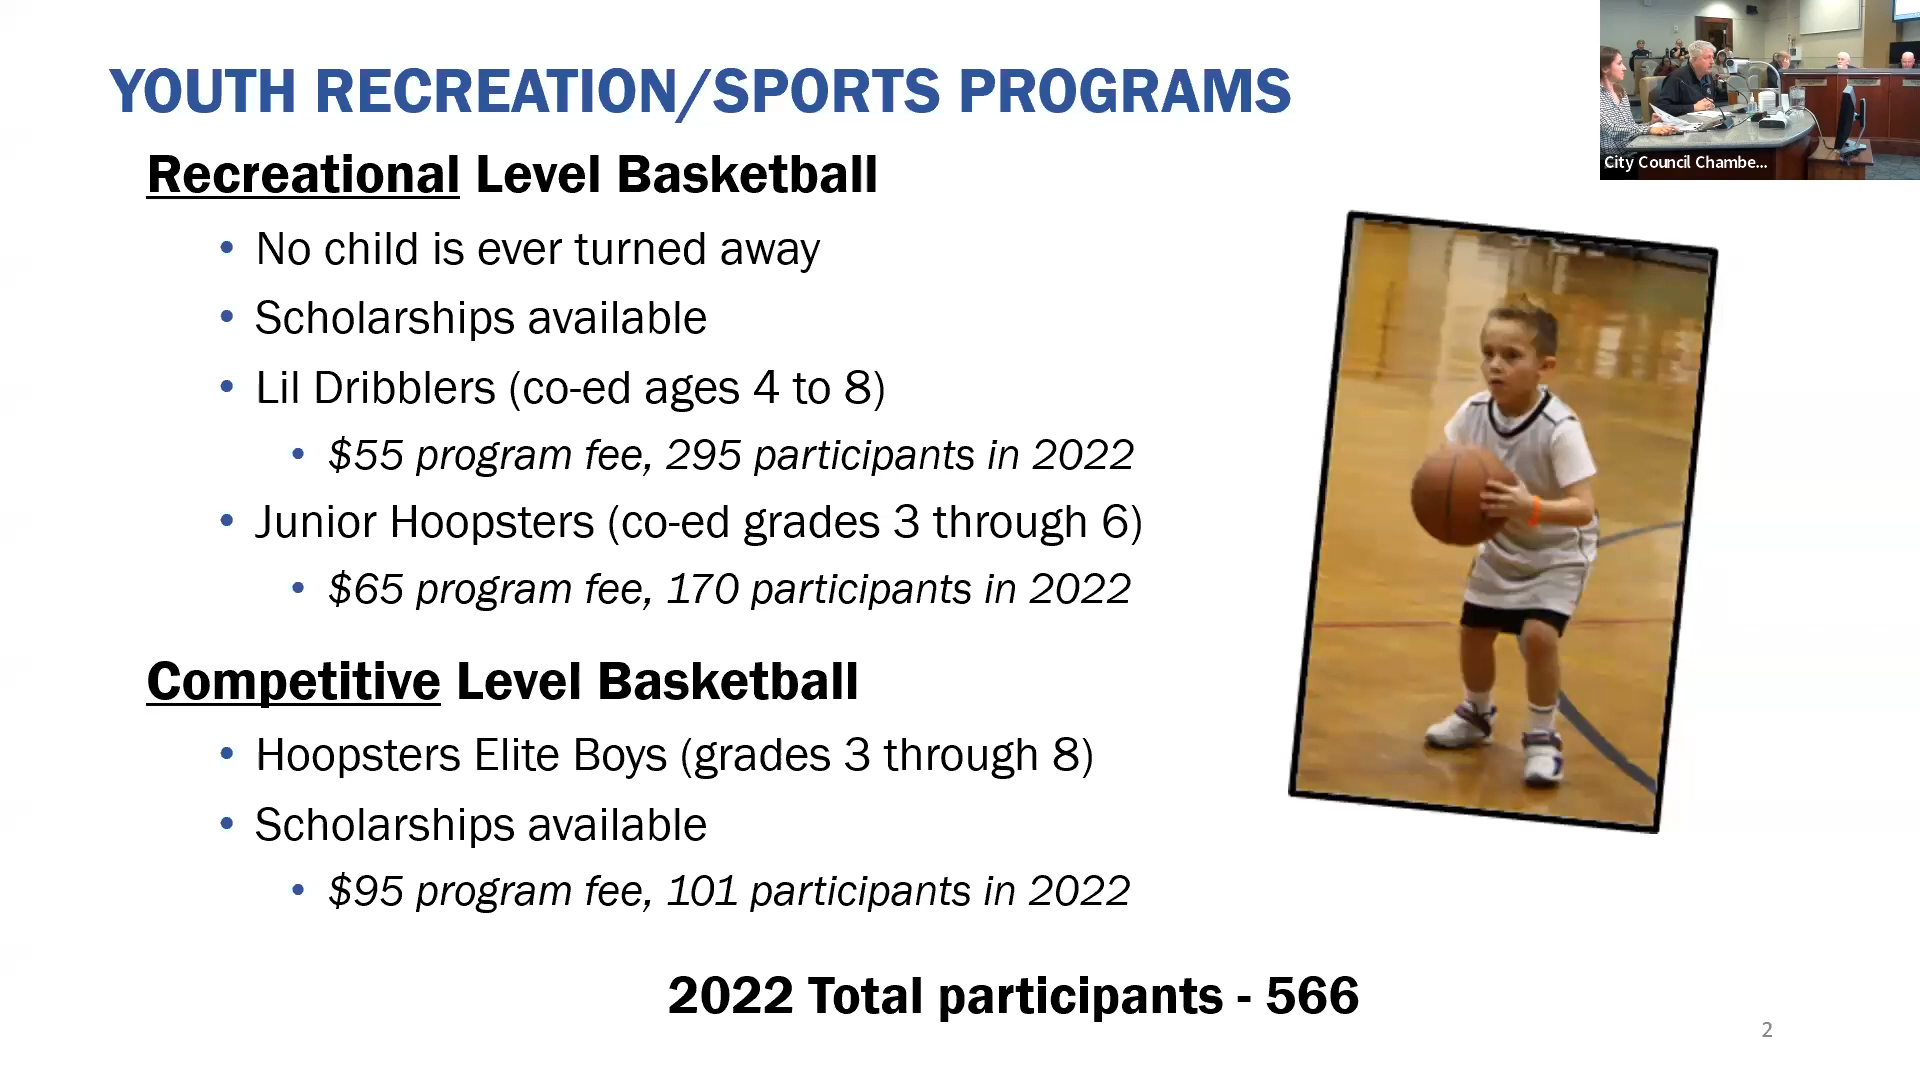 YOUTH RECREATION/SPORTS PROGRAMS
City Council Chambe...
Recreational Level Basketball
• No child is ever turned away
• Scholarships available
• Lil Dribblers (co-ed ages 4 to 8)
• $55 program fee, 295 participants in 2022
• Junior Hoopsters (co-ed grades 3 through 6)
• $65 program fee, 170 participants in 2022
Competitive Level Basketball
• Hoopsters Elite Boys (grades 3 through 8)
• Scholarships available
• $95 program fee, 101 participants in 2022
2022 Total participants - 566
2